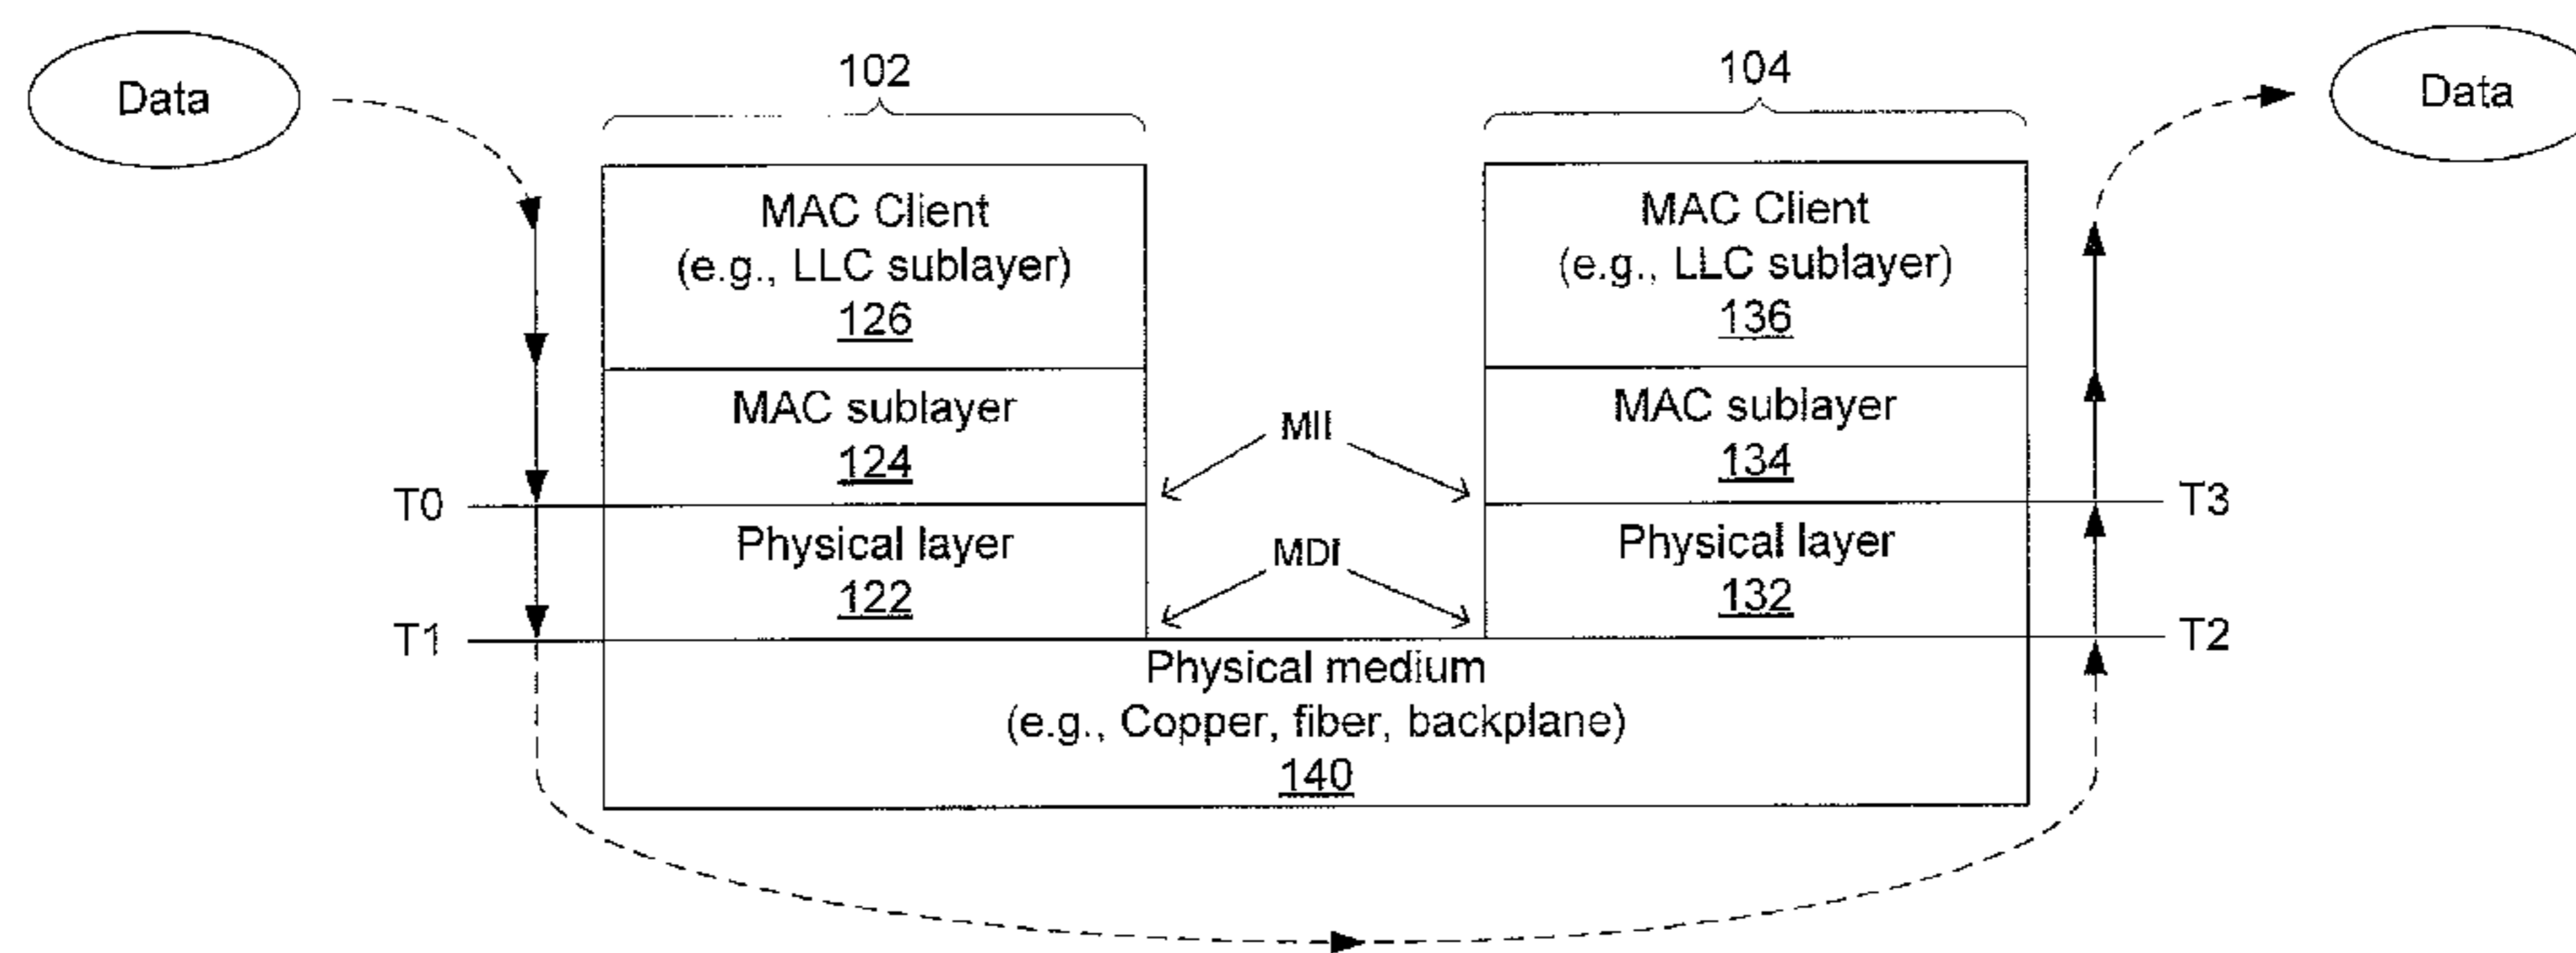 Data
102
104
Data
MAC Client
(e.g., LLC sublayer)
126
MAC Client
(e.g., LLC sublayer)
136
MAC sublayer
124
MII
MAC sublayer
134
T0
T3
Physical layer
122
MDI
Physical layer
132
T1
T2
Physical medium
(e.g., Copper, fiber, backplane)
140